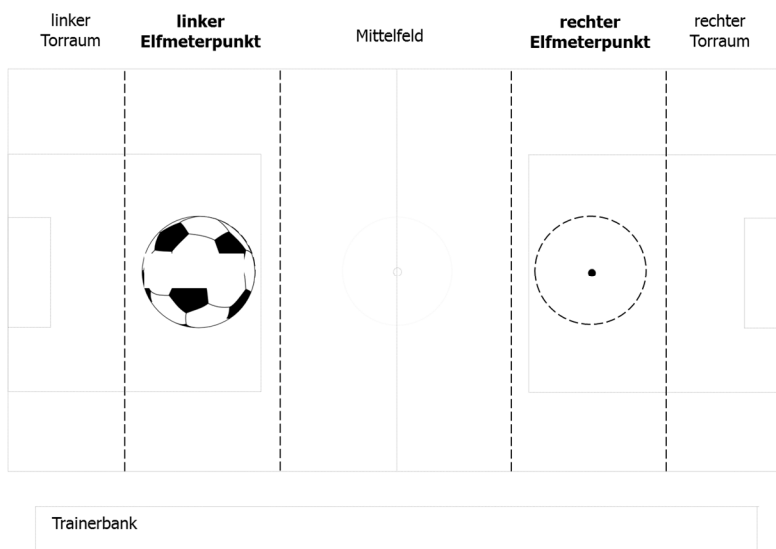 linker
Torraum
linker
Elfmeterpunkt
Mittelfeld
rechter
Elfmeterpunkt
rechter
Torraum
Trainerbank